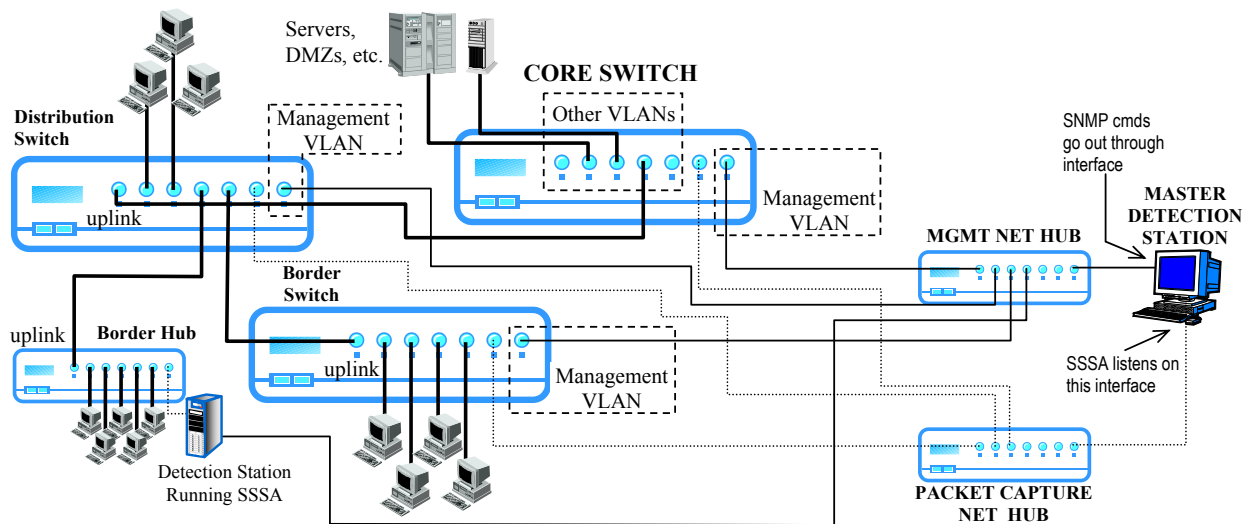 Servers,
DMZs, etc.
CORE SWITCH
Distribution
Switch
Management
VLAN
Other VLANs
SNMP cmds
go out through
interface
Management
VLAN
MASTER
DETECTION
STATION
uplink
MGMT NET HUB
Border
Switch
uplink
Border Hub
uplink
Management
VLAN
SSSA listens on
this interface
Detection Station
Running SSSA
PACKET CAPTURE
NET HUB